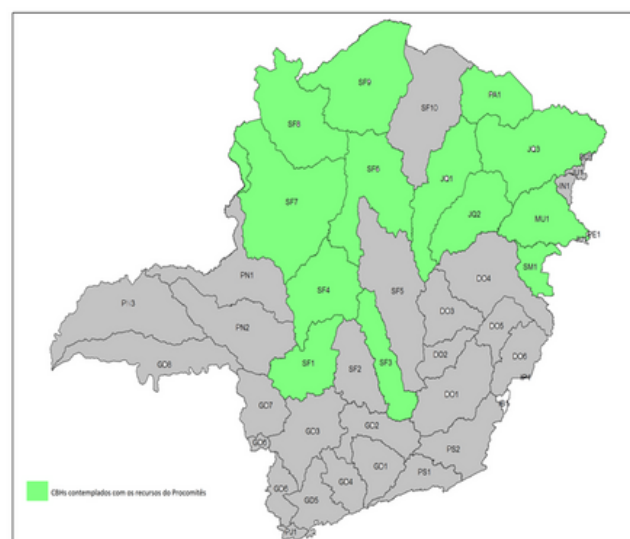 SF9
SF10
PA1
SF8
JQ3
SF6
JQ1
IN1
SF7
JQ2
MU1
PE1
SM1
PN1
SF4
SF5
DO4
PN3
DO3
PN2
DO5
SF1
SF3
DO2
DO6
GD8
SF2
GD7
DO1
GD2
GD3
PS2
GD1
PS1
GD4
GD5
PJ1
CBHs contemplados com os recursos do Procomitês